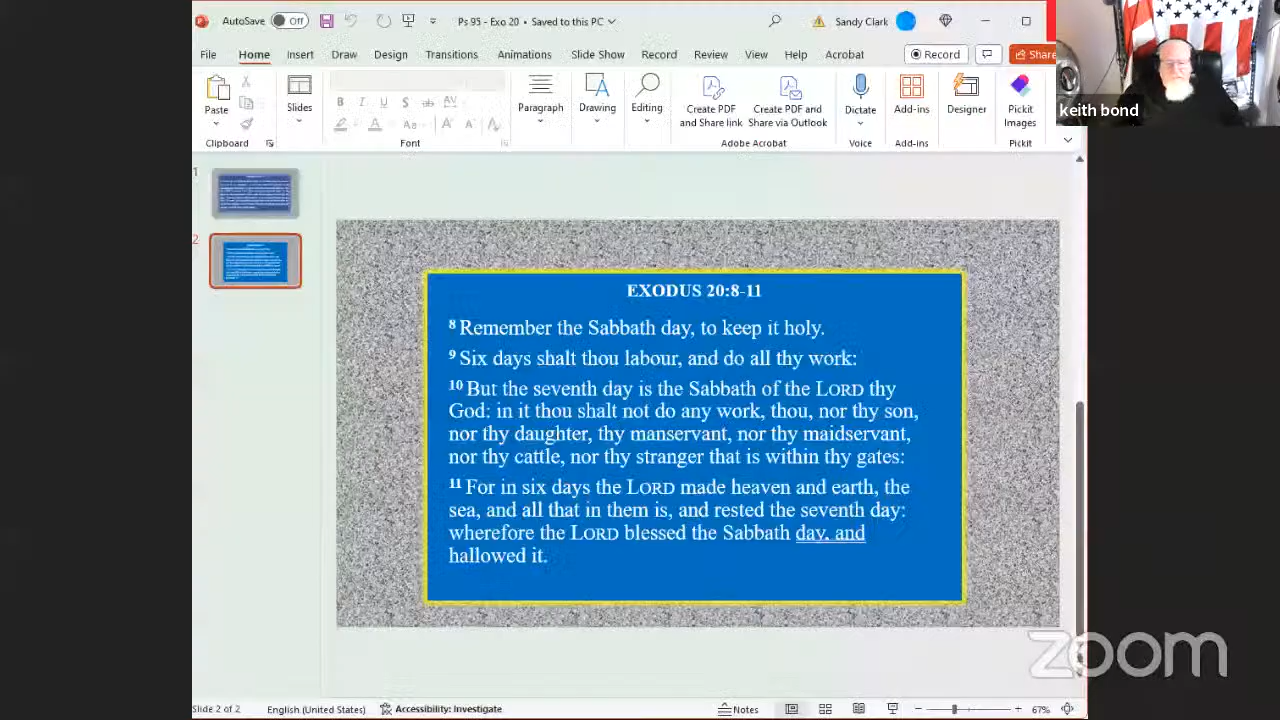 AutoSave Off Ps 95 - Exo 20 • Saved to this PC Sandy Clark
File Home Insert Draw Design Transitions Animations Slide Show Record Review View Help Acrobat Record Share
Paste Slides B I U S ab AV Aa A A A Paragraph Drawing Editing Create PDF and Share link Create PDF and Share via Outlook Dictate Add-ins Designer Pickit Images
Clipboard Font Adobe Acrobat Voice Add-ins Pickit
keith bond
1
2
EXODUS 20:8-11
8 Remember the Sabbath day, to keep it holy.
9 Six days shalt thou labour, and do all thy work:
10 But the seventh day is the Sabbath of the LORD thy
God: in it thou shalt not do any work, thou, nor thy son,
nor thy daughter, thy manservant, nor thy maidservant,
nor thy cattle, nor thy stranger that is within thy gates:
11 For in six days the LORD made heaven and earth, the
sea, and all that in them is, and rested the seventh day:
wherefore the LORD blessed the Sabbath day, and
hallowed it.
zoom
Slide 2 of 2 English (United States) Accessibility: Investigate Notes 67%